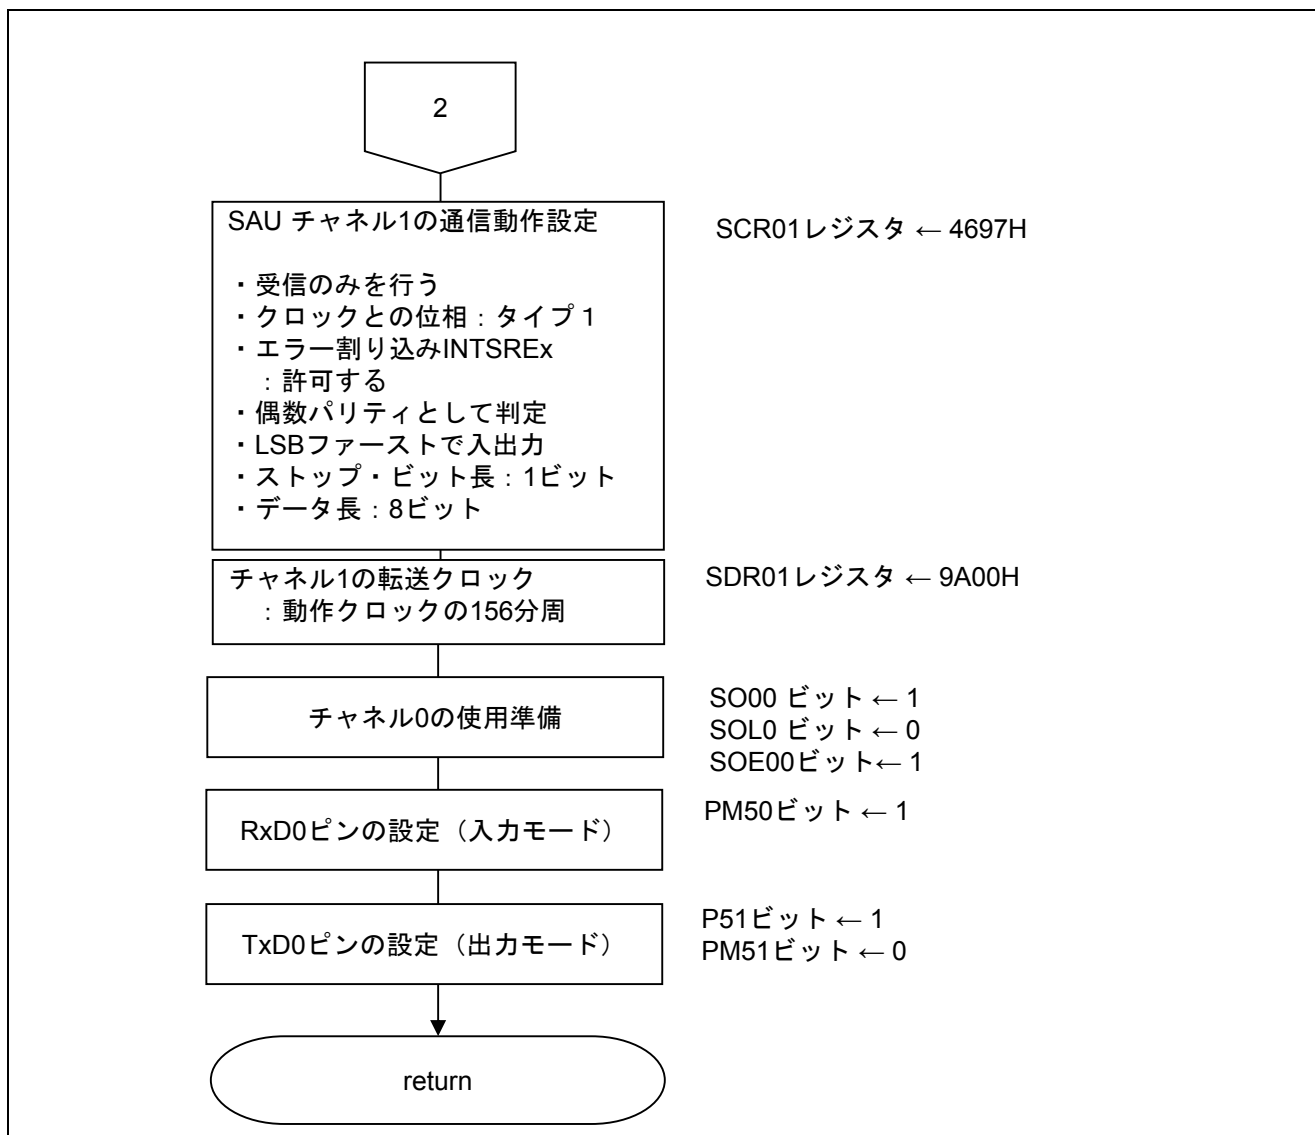 2
SAU チャネル1の通信動作設定
SCR01レジスタ ← 4697H
・受信のみを行う
・クロックとの位相：タイプ１
・エラー割り込みINTSREx
：許可する
・偶数パリティとして判定
・LSBファーストで入出力
・ストップ・ビット長：1ビット
・データ長：8ビット
チャネル1の転送クロック
：動作クロックの156分周
SDR01レジスタ ← 9A00H
チャネル0の使用準備
SO00 ビット ← 1
SOL0 ビット ← 0
SOE00ビット← 1
RxD0ピンの設定（入力モード）
PM50ビット ← 1
TxD0ピンの設定（出力モード）
P51ビット ← 1
PM51ビット ← 0
return